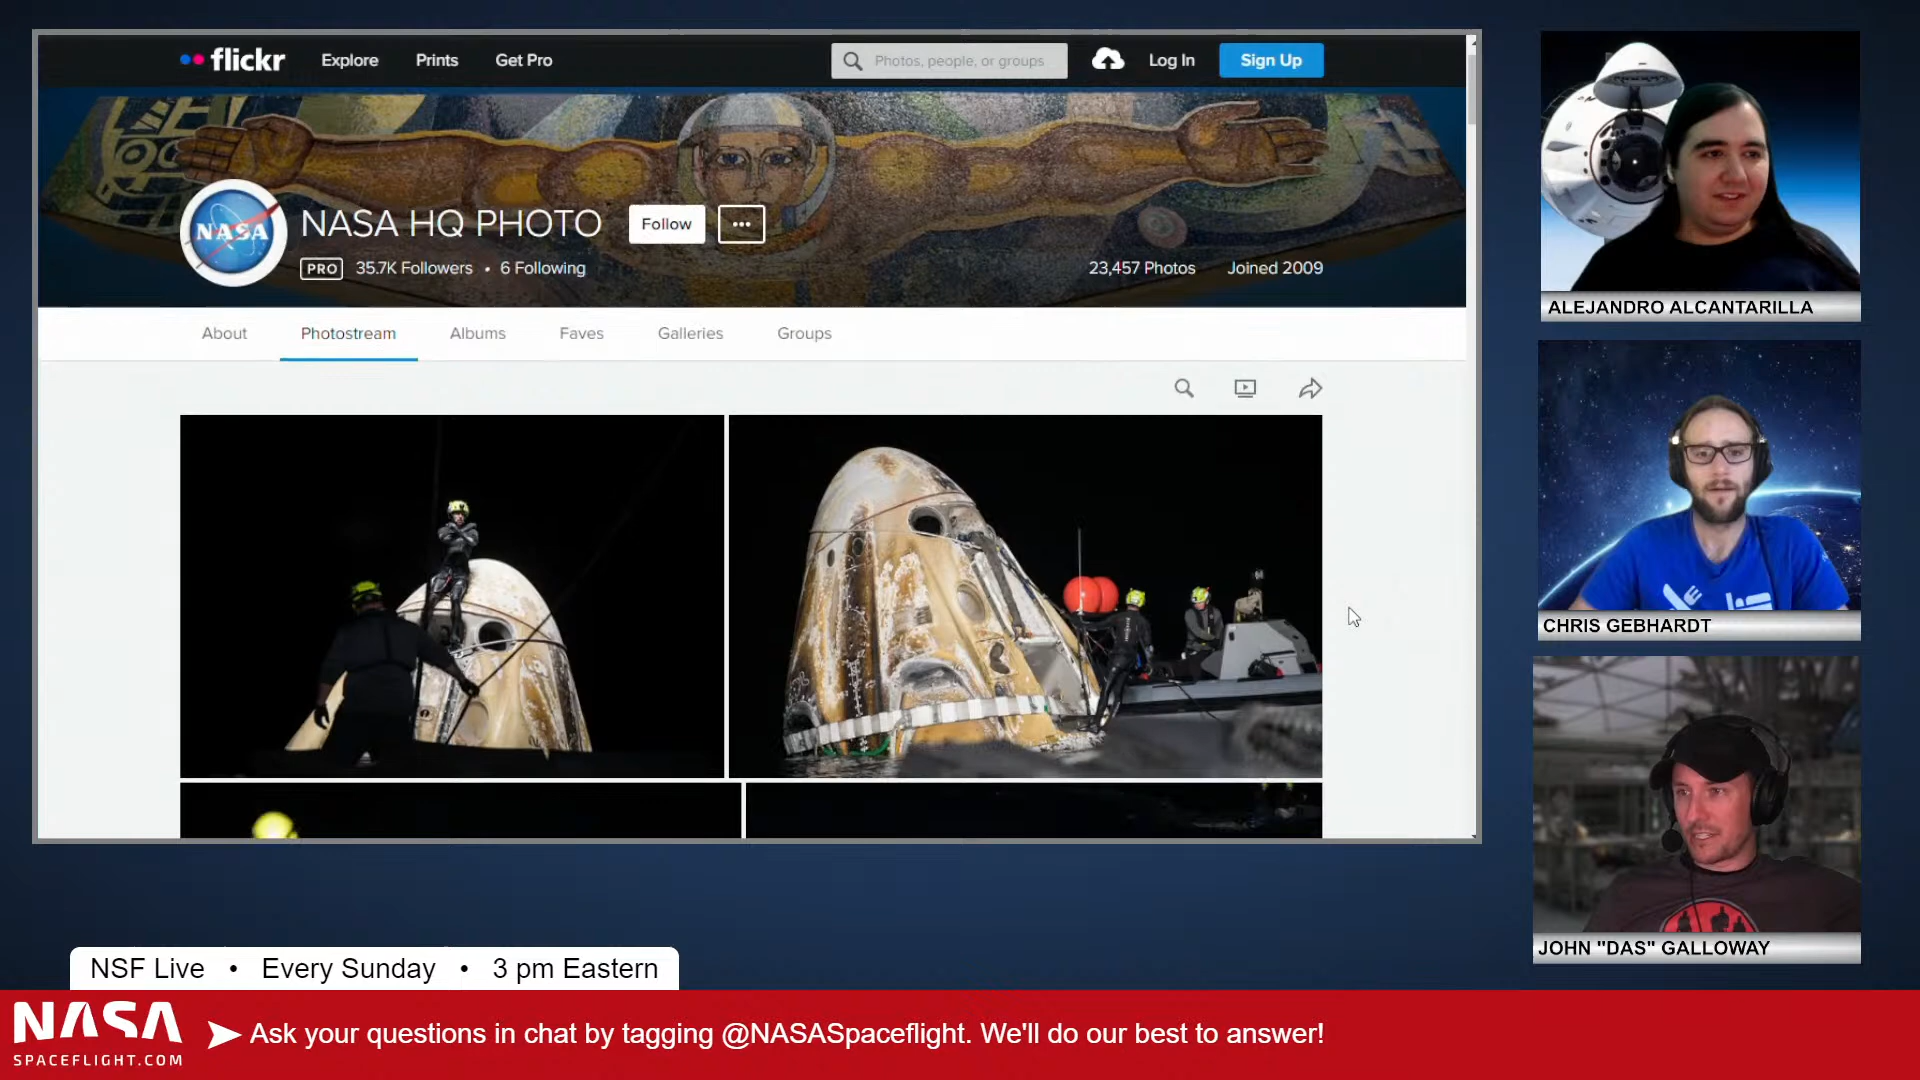 flickr
Explore
Prints
Get Pro
Photos, people, or groups
Log In
Sign Up
NASA
NASA HQ PHOTO
Follow
PRO
35.7K Followers • 6 Following
23,457 Photos
Joined 2009
About
Photostream
Albums
Faves
Galleries
Groups
ALEJANDRO ALCANTARILLA
CHRIS GEBHARDT
JOHN "DAS" GALLOWAY
NSF Live • Every Sunday • 3 pm Eastern
NASA
SPACEFLIGHT.COM
Ask your questions in chat by tagging @NASASpaceflight. We'll do our best to answer!